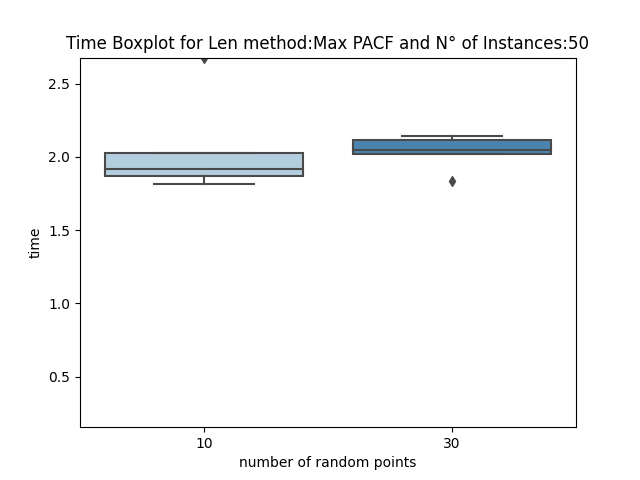 Time Boxplot for Len method:Max PACF and N° of Instances:50
2.5
2.0
1.5
1.0
0.5
time
10 30
number of random points